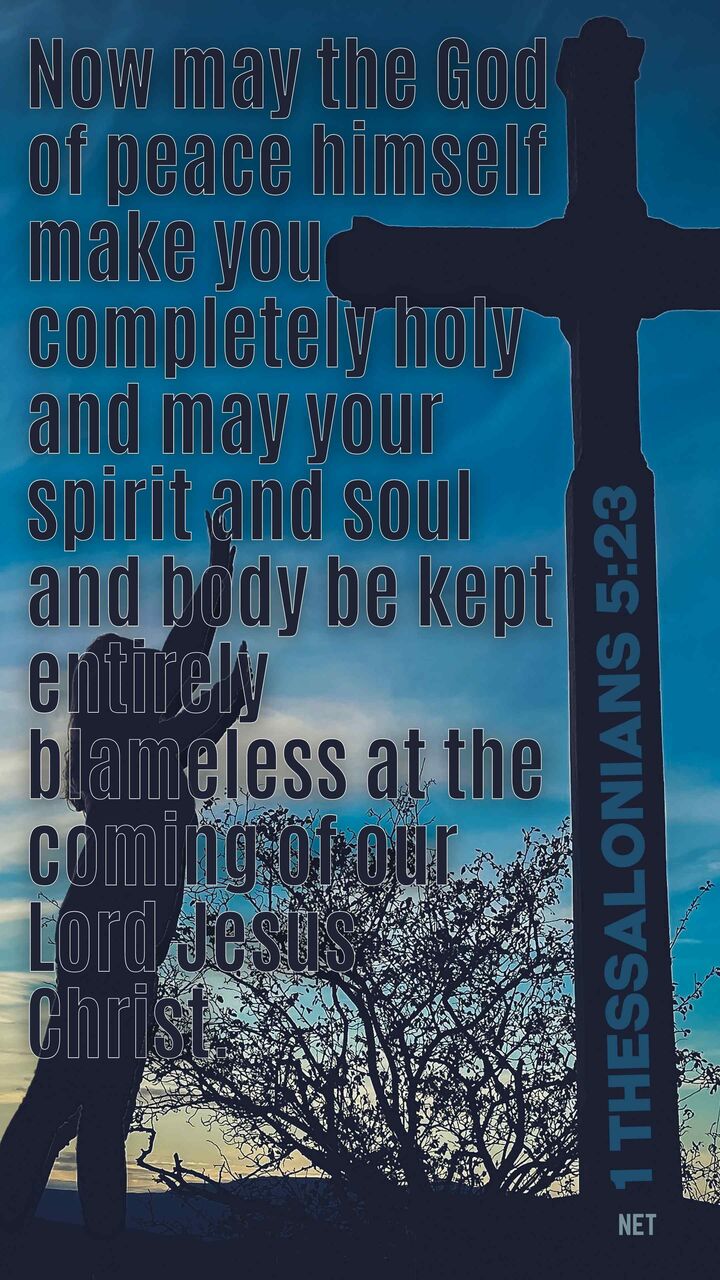 Now may the God
of peace himself
make you
completely holy
and may your
spirit and soul
and body be kept
entirely
blameless at the
coming of our
Lord Jesus
Christ.
1 THESSALONIANS 5:23
NET